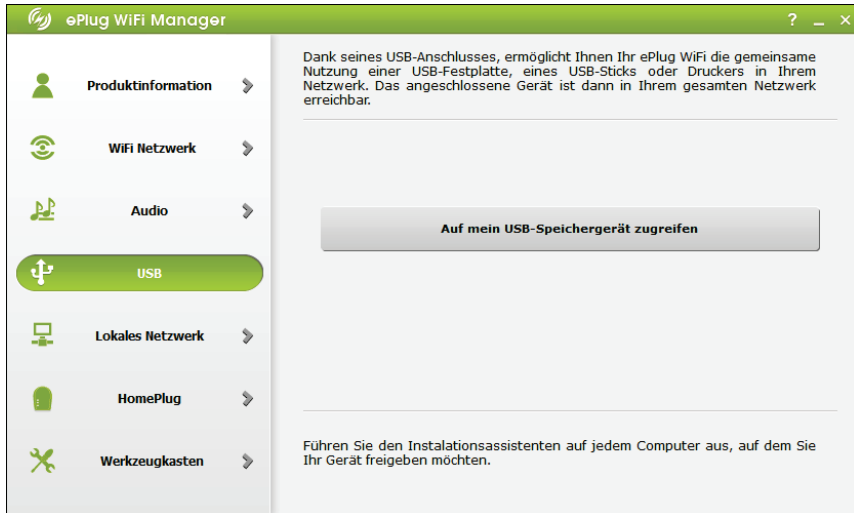 ePlug WiFi Manager
? _ ×
Produktinformation
WiFi Netzwerk
Audio
USB
Lokales Netzwerk
HomePlug
Werkzeugkasten
Dank seines USB-Anschlusses, ermöglicht Ihnen Ihr ePlug WiFi die gemeinsame
Nutzung einer USB-Festplatte, eines USB-Sticks oder Druckers in Ihrem
Netzwerk. Das angeschlossene Gerät ist dann in Ihrem gesamten Netzwerk
erreichbar.
Auf mein USB-Speichergerät zugreifen
Führen Sie den Instalationsassistenten auf jedem Computer aus, auf dem Sie
Ihr Gerät freigeben möchten.